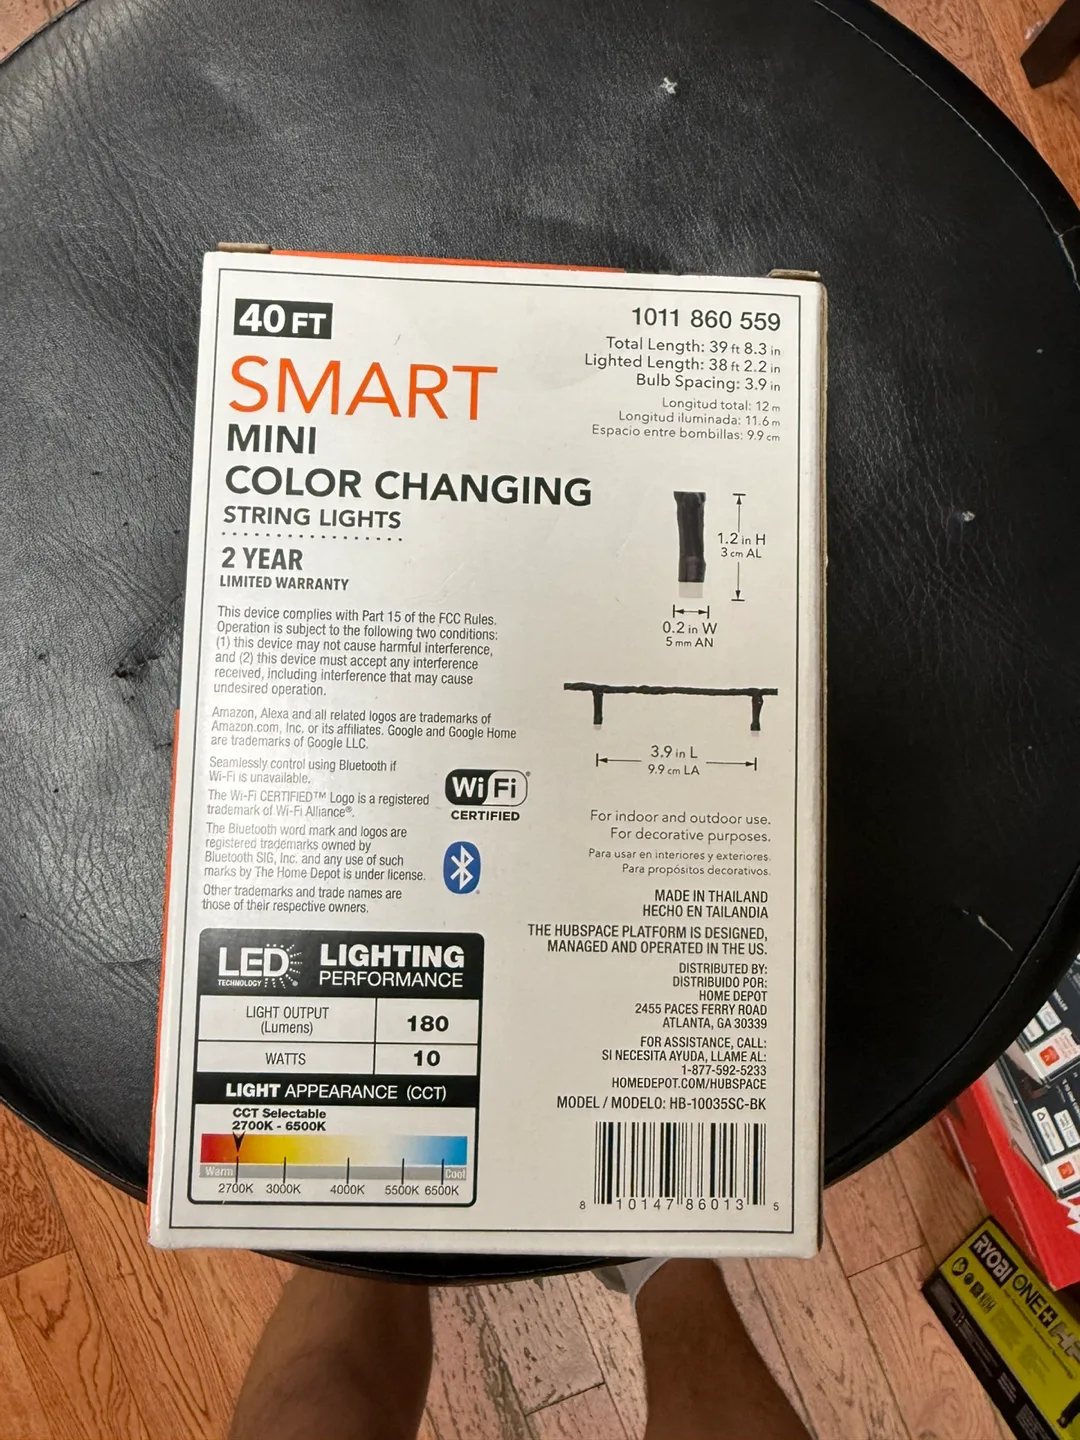 40 FT
SMART
MINI
COLOR CHANGING
STRING LIGHTS
2 YEAR
LIMITED WARRANTY
This device complies with Part 15 of the FCC Rules.
Operation is subject to the following two conditions:
(1) this device may not cause harmful interference,
and (2) this device must accept any interference
received, including interference that may cause
undesired operation.
Amazon, Alexa and all related logos are trademarks of
Amazon.com, Inc. or its affiliates. Google and Google Home
are trademarks of Google LLC.
Seamlessly control using Bluetooth if
Wi-Fi is unavailable.
The Wi-Fi CERTIFIED™ Logo is a registered
trademark of Wi-Fi Alliance®.
The Bluetooth word mark and logos are
registered trademarks owned by
Bluetooth SIG, Inc. and any use of such
marks by The Home Depot is under license.
Other trademarks and trade names are
those of their respective owners.
Wi Fi®
CERTIFIED
LED
TECHNOLOGY
LIGHTING
PERFORMANCE
LIGHT OUTPUT
(Lumens)
180
WATTS
10
LIGHT APPEARANCE (CCT)
CCT Selectable
2700K - 6500K
Warm
Cool
2700K 3000K 4000K 5500K 6500K
1011 860 559
Total Length: 39 ft 8.3 in
Lighted Length: 38 ft 2.2 in
Bulb Spacing: 3.9 in
Longitud total: 12 m
Longitud iluminada: 11.6 m
Espacio entre bombillas: 9.9 cm
1.2 in H
3 cm AL
0.2 in W
5 mm AN
3.9 in L
9.9 cm LA
For indoor and outdoor use.
For decorative purposes.
Para usar en interiores y exteriores.
Para propósitos decorativos.
MADE IN THAILAND
HECHO EN TAILANDIA
THE HUBSPACE PLATFORM IS DESIGNED,
MANAGED AND OPERATED IN THE US.
DISTRIBUTED BY:
DISTRIBUIDO POR:
HOME DEPOT
2455 PACES FERRY ROAD
ATLANTA, GA 30339
FOR ASSISTANCE, CALL:
SI NECESITA AYUDA, LLAME AL:
1-877-592-5233
HOMEDEPOT.COM/HUBSPACE
MODEL / MODELO: HB-10035SC-BK
8 10147 86013 5
RYOBI ONE+ HP